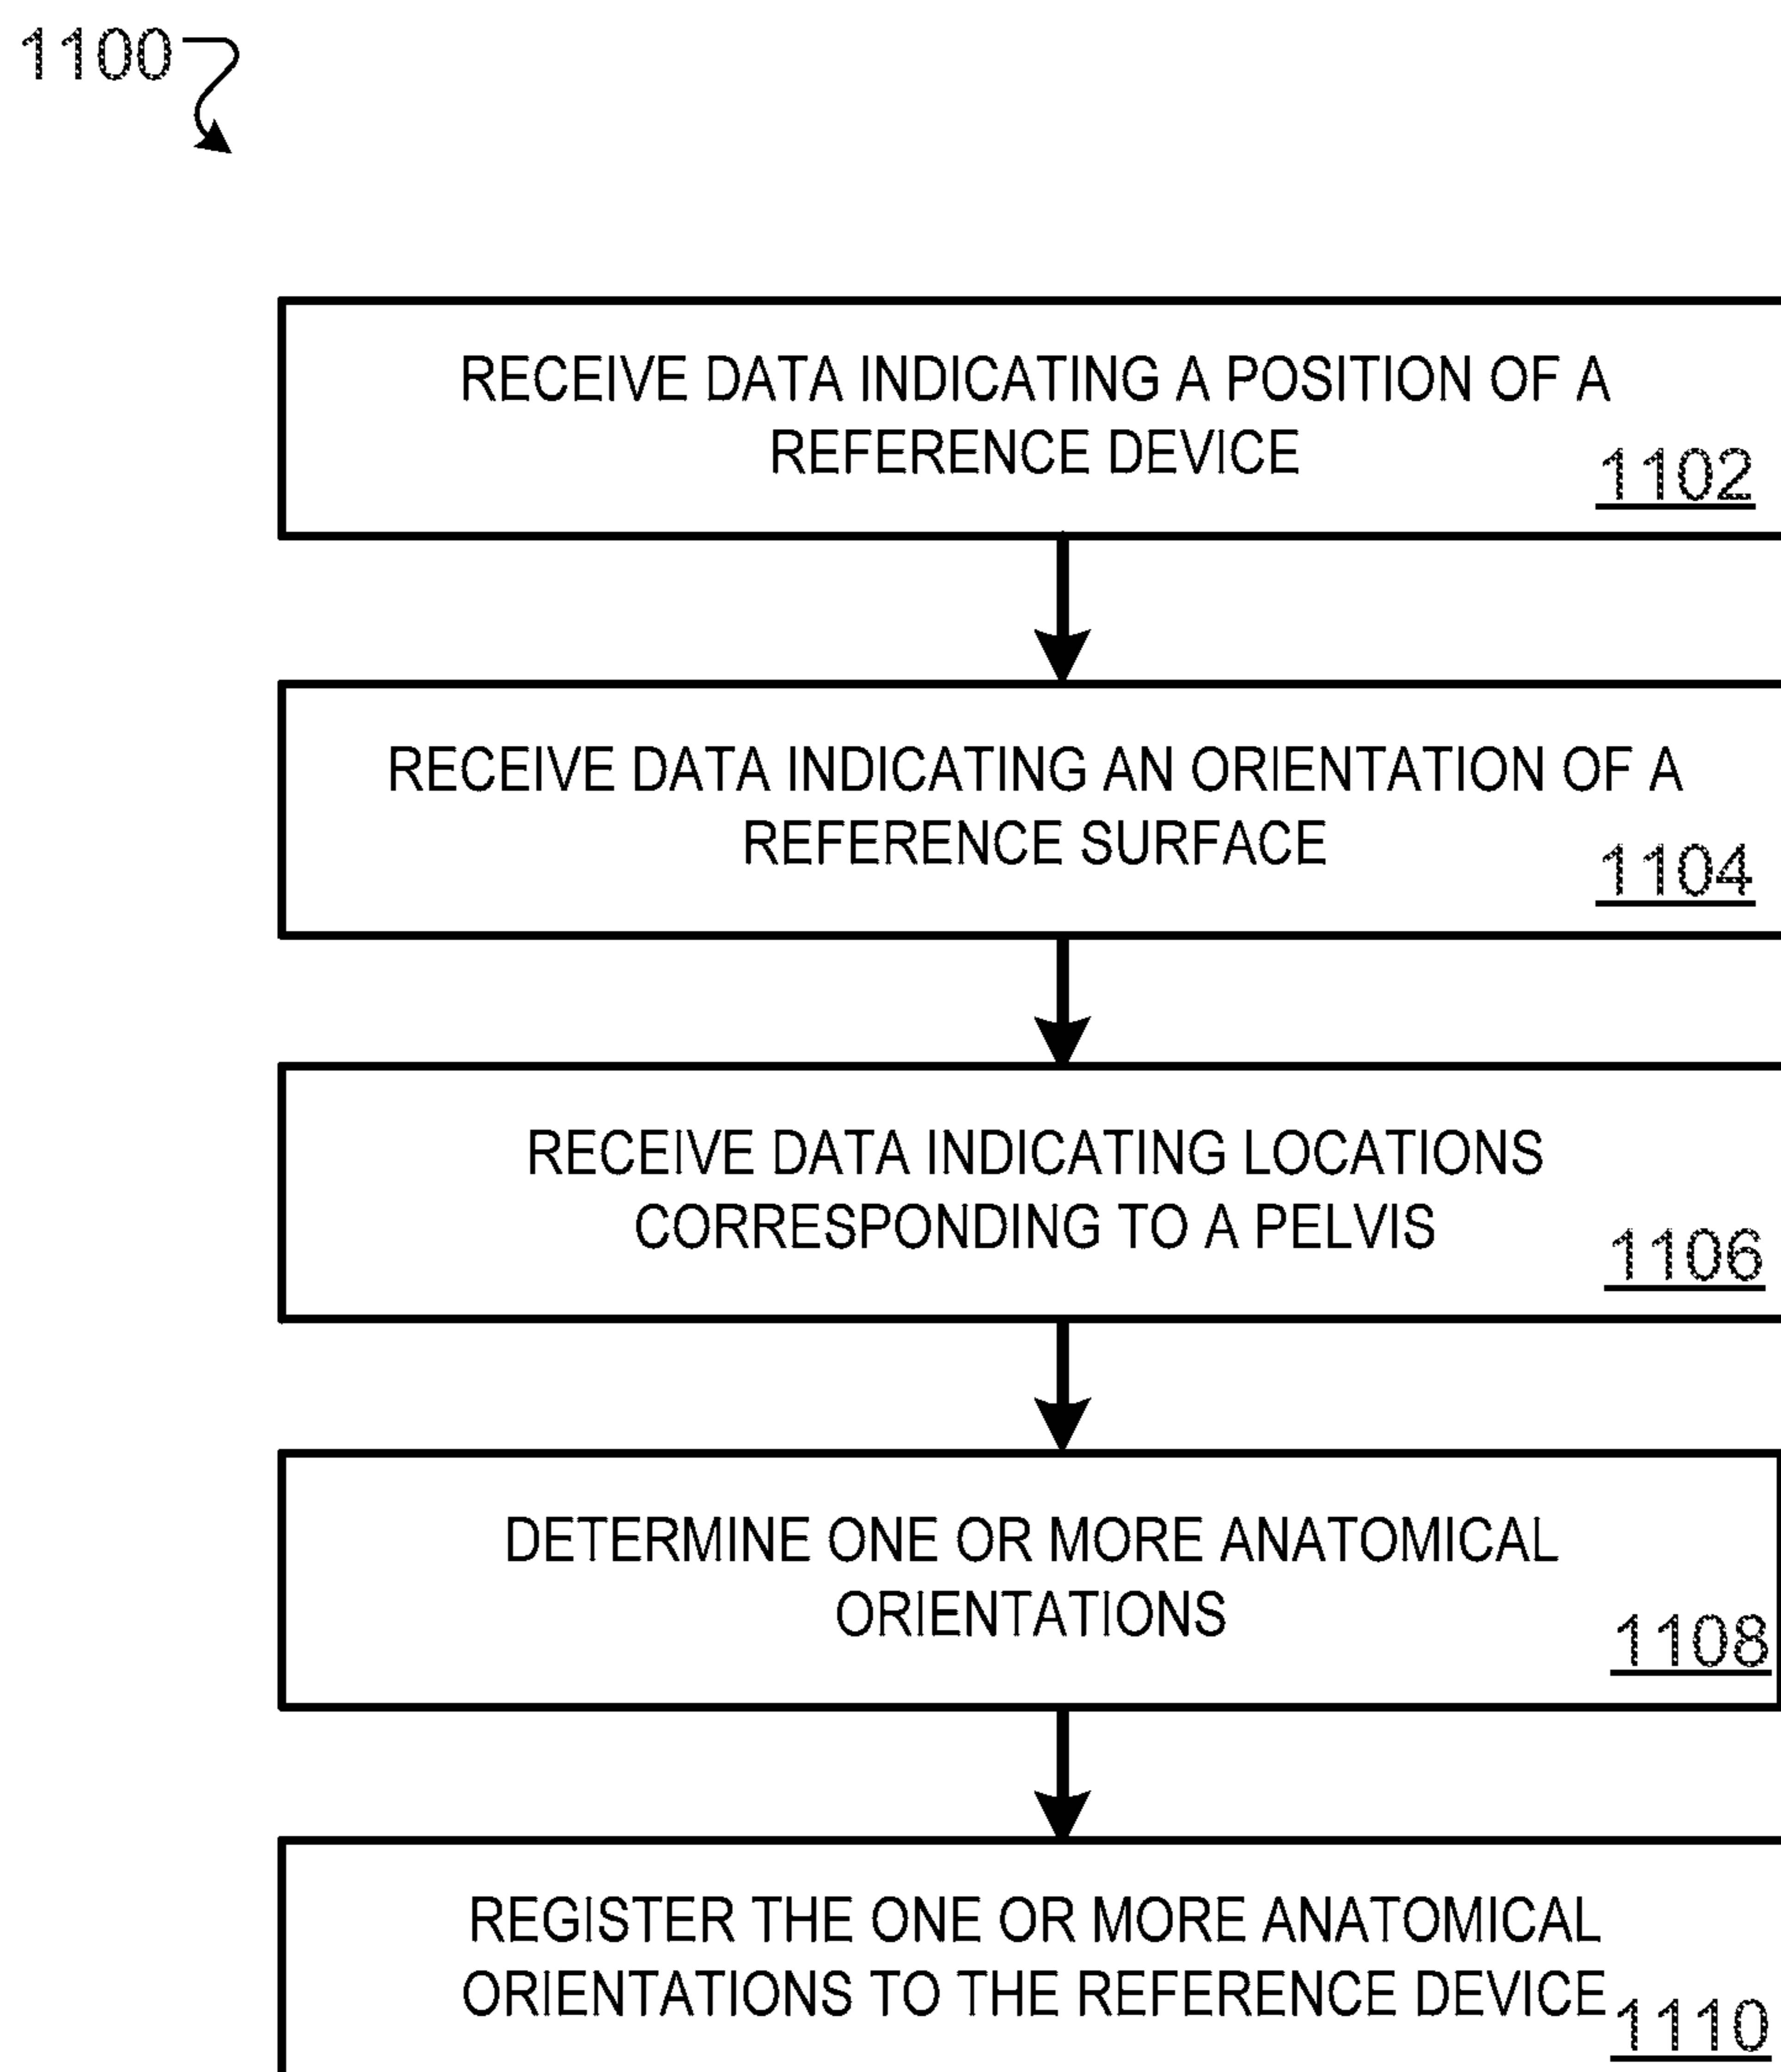 1100
RECEIVE DATA INDICATING A POSITION OF A
REFERENCE DEVICE
1102
RECEIVE DATA INDICATING AN ORIENTATION OF A
REFERENCE SURFACE
1104
RECEIVE DATA INDICATING LOCATIONS
CORRESPONDING TO A PELVIS
1106
DETERMINE ONE OR MORE ANATOMICAL
ORIENTATIONS
1108
REGISTER THE ONE OR MORE ANATOMICAL
ORIENTATIONS TO THE REFERENCE DEVICE
1110